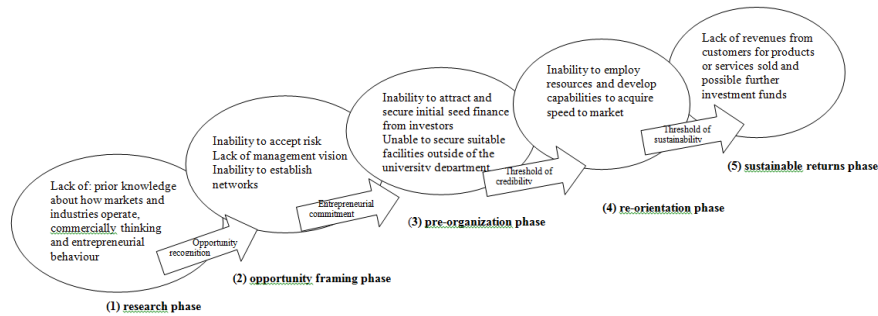 Lack of: prior knowledge
about how markets and
industries operate,
commercially thinking
and entrepreneurial
behaviour
Opportunity
recognition
(1) research phase
Inability to accept risk
Lack of management vision
Inability to establish
networks
Entrepreneurial
commitment
(2) opportunity framing phase
Inability to attract and
secure initial seed finance
from investors
Unable to secure suitable
facilities outside of the
university department
Threshold of
credibility
(3) pre-organization phase
Inability to employ
resources and develop
capabilities to acquire
speed to market
Threshold of
sustainability
(4) re-orientation phase
Lack of revenues from
customers for products
or services sold and
possible further
investment funds
(5) sustainable returns phase